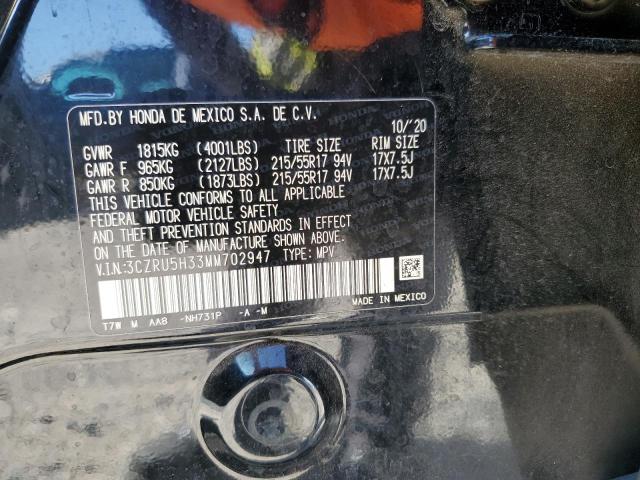 MFD.BY HONDA DE MEXICO S.A. DE C.V.
10/'20
GVWR 1815KG (4001LBS) TIRE SIZE RIM SIZE
GAWR F 965KG (2127LBS) 215/55R17 94V 17X7.5J
GAWR R 850KG (1873LBS) 215/55R17 94V 17X7.5J
THIS VEHICLE CONFORMS TO ALL APPLICABLE
FEDERAL MOTOR VEHICLE SAFETY
AND THEFT PREVENTION STANDARDS IN EFFECT
ON THE DATE OF MANUFACTURE SHOWN ABOVE.
V.I.N:3CZRU5H33MM702947 TYPE: MPV
T7W M AA8 -NH731P -A -M
MADE IN MEXICO